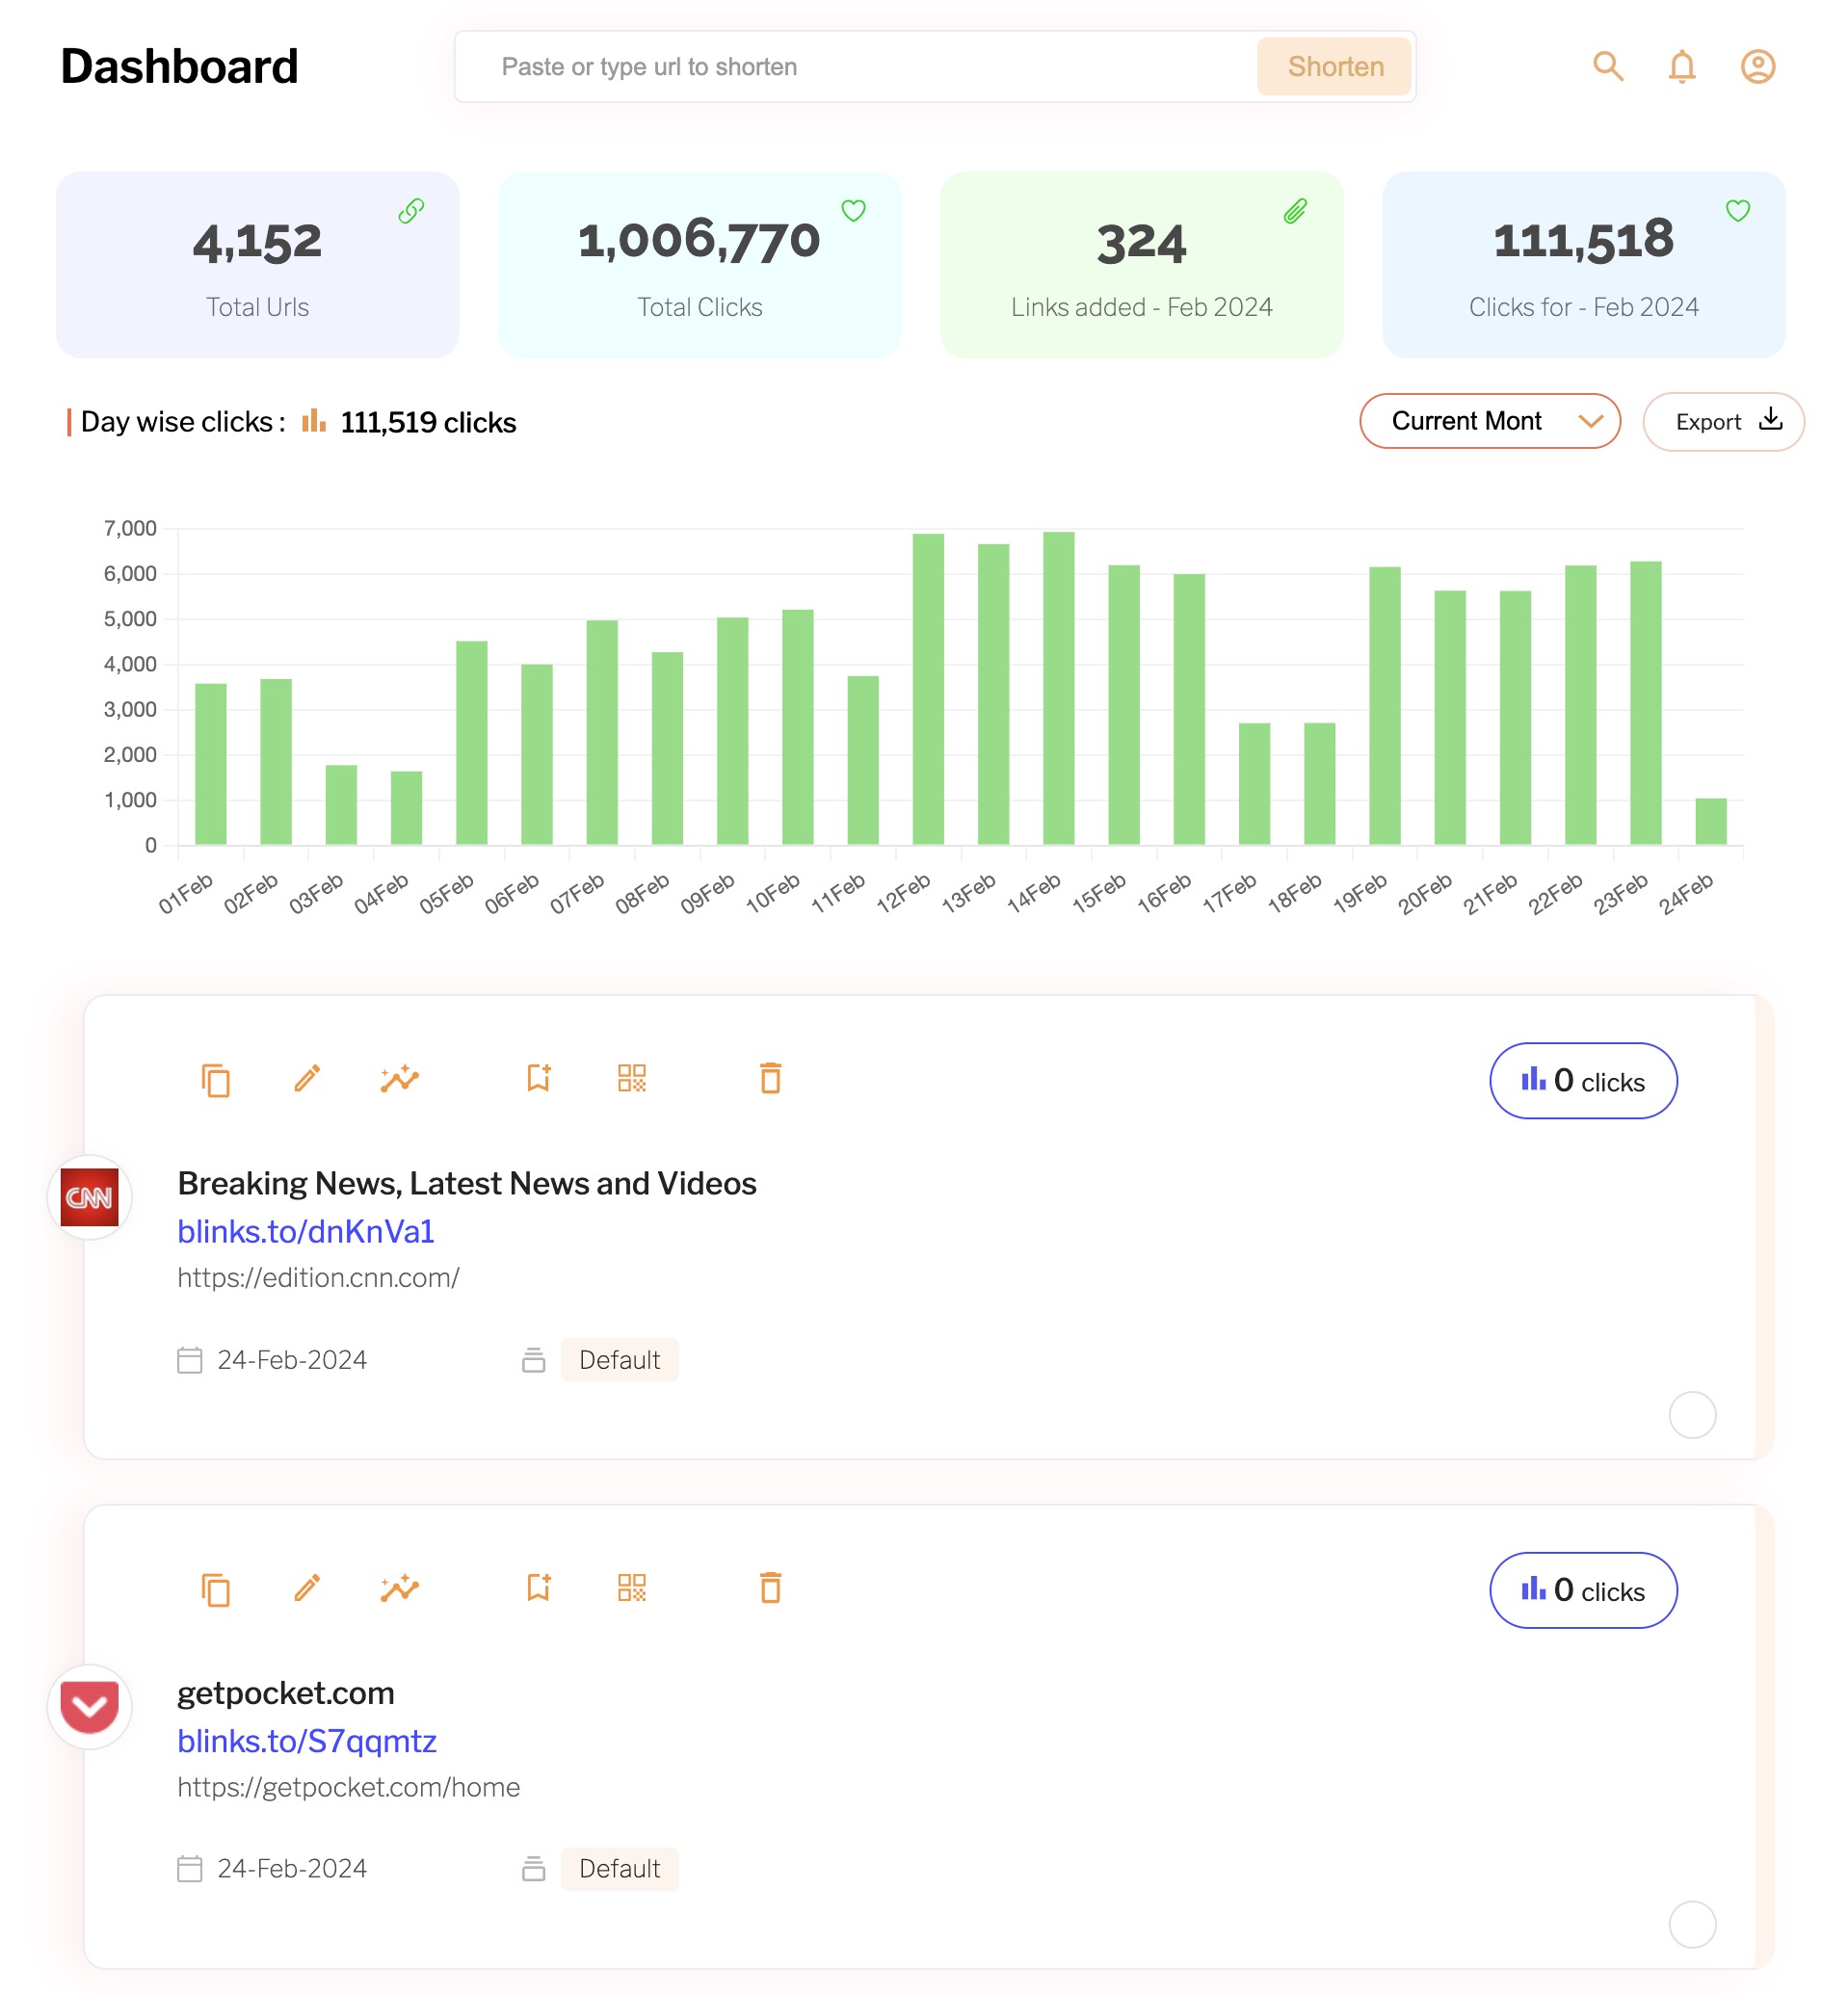 Dashboard
Paste or type url to shorten
Shorten
4,152
Total Urls
1,006,770
Total Clicks
324
Links added - Feb 2024
111,518
Clicks for - Feb 2024
Day wise clicks : 111,519 clicks
Current Mont
Export
7,000
6,000
5,000
4,000
3,000
2,000
1,000
0
01Feb 02Feb 03Feb 04Feb 05Feb 06Feb 07Feb 08Feb 09Feb 10Feb 11Feb 12Feb 13Feb 14Feb 15Feb 16Feb 17Feb 18Feb 19Feb 20Feb 21Feb 22Feb 23Feb 24Feb
0 clicks
CNN
Breaking News, Latest News and Videos
blinks.to/dnKnVa1
https://edition.cnn.com/
24-Feb-2024
Default
0 clicks
getpocket.com
blinks.to/S7qqmtz
https://getpocket.com/home
24-Feb-2024
Default